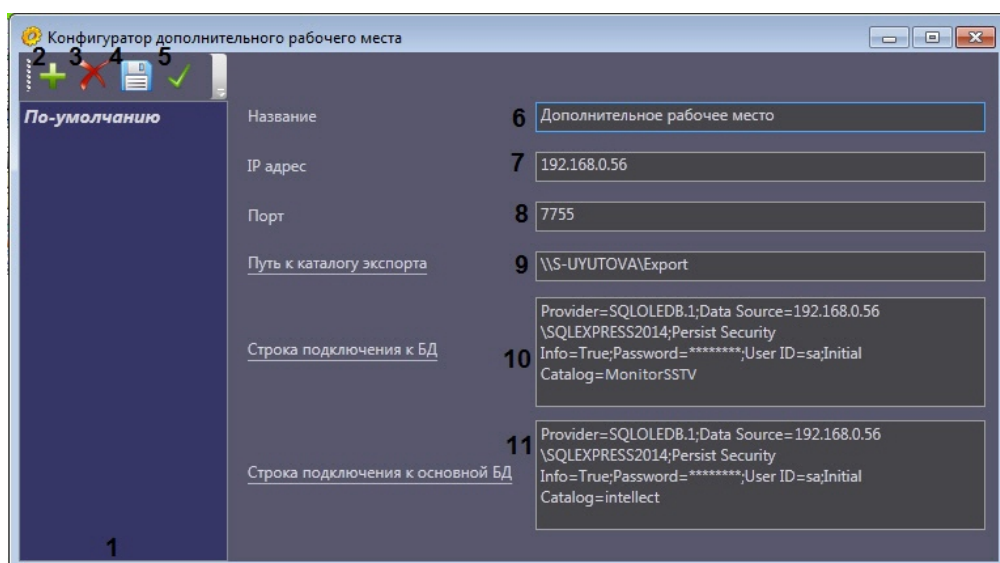 Конфигуратор дополнительного рабочего места
2 3 4 5
По-умолчанию
Название 6 Дополнительное рабочее место
IP адрес 7 192.168.0.56
Порт 8 7755
Путь к каталогу экспорта 9 \\S-UYUTOVA\Export
Строка подключения к БД 10
Provider=SQLOLEDB.1;Data Source=192.168.0.56
\SQLEXPRESS2014;Persist Security
Info=True;Password=********;User ID=sa;Initial
Catalog=MonitorSSTV
Строка подключения к основной БД 11
Provider=SQLOLEDB.1;Data Source=192.168.0.56
\SQLEXPRESS2014;Persist Security
Info=True;Password=********;User ID=sa;Initial
Catalog=intellect
1